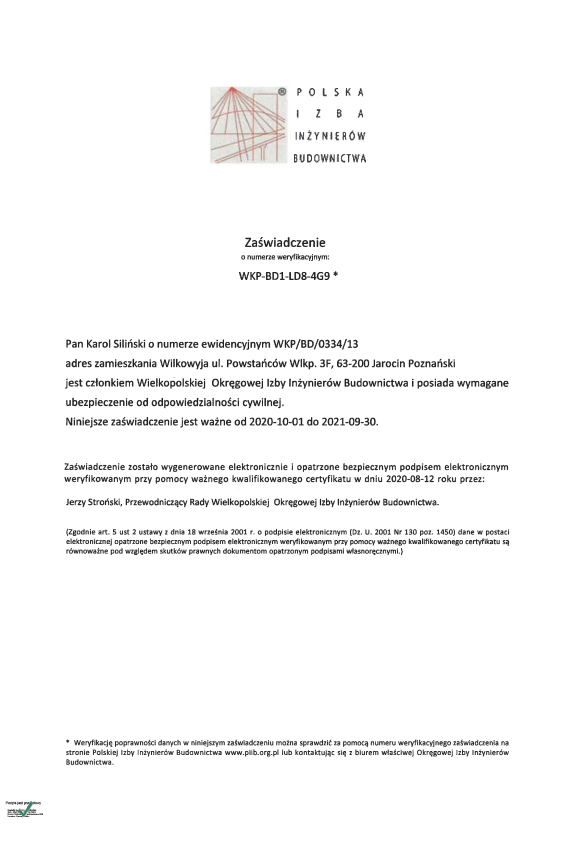 ®
POLSKA
IZBA
INŻYNIERÓW
BUDOWNICTWA
Zaświadczenie
o numerze weryfikacyjnym:
WKP-BD1-LD8-4G9 *
Pan Karol Siliński o numerze ewidencyjnym WKP/BD/0334/13
adres zamieszkania Wilkowyja ul. Powstańców Wlkp. 3F, 63-200 Jarocin Poznański
jest członkiem Wielkopolskiej Okręgowej Izby Inżynierów Budownictwa i posiada wymagane
ubezpieczenie od odpowiedzialności cywilnej.
Niniejsze zaświadczenie jest ważne od 2020-10-01 do 2021-09-30.
Zaświadczenie zostało wygenerowane elektronicznie i opatrzone bezpiecznym podpisem elektronicznym
weryfikowanym przy pomocy ważnego kwalifikowanego certyfikatu w dniu 2020-08-12 roku przez:
Jerzy Stroński, Przewodniczący Rady Wielkopolskiej Okręgowej Izby Inżynierów Budownictwa.
(Zgodnie art. 5 ust 2 ustawy z dnia 18 września 2001 r. o podpisie elektronicznym (Dz. U. 2001 Nr 130 poz. 1450) dane w postaci
elektronicznej opatrzone bezpiecznym podpisem elektronicznym weryfikowanym przy pomocy ważnego kwalifikowanego certyfikatu są
równoważne pod względem skutków prawnych dokumentom opatrzonym podpisami własnoręcznymi.)
* Weryfikację poprawności danych w niniejszym zaświadczeniu można sprawdzić za pomocą numeru weryfikacyjnego zaświadczenia na
stronie Polskiej Izby Inżynierów Budownictwa www.piib.org.pl lub kontaktując się z biurem właściwej Okręgowej Izby Inżynierów
Budownictwa.